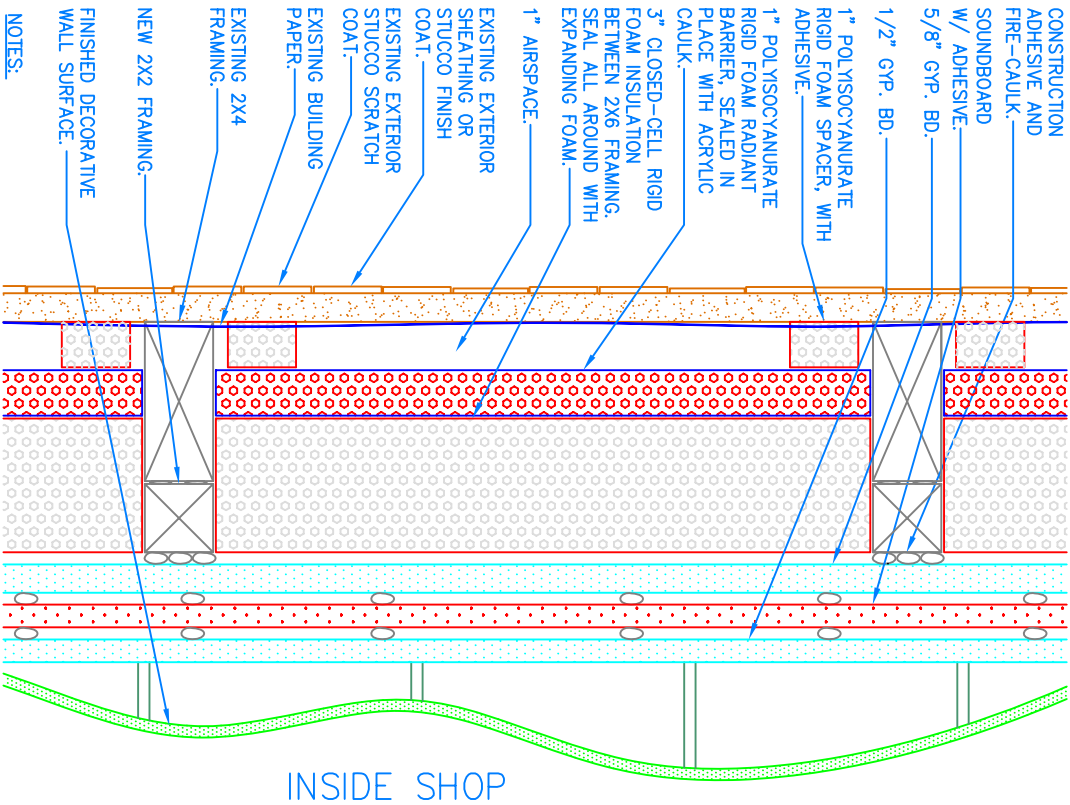 CONSTRUCTION
ADHESIVE AND
FIRE-CAULK.
SOUNDBOARD
W/ ADHESIVE.
5/8" GYP. BD.
1/2" GYP. BD.
1" POLYISOCYANURATE
RIGID FOAM SPACER, WITH
ADHESIVE.
1" POLYISOCYANURATE
RIGID FOAM RADIANT
BARRIER, SEALED IN
PLACE WITH ACRYLIC
CAULK.
3" CLOSED-CELL RIGID
FOAM INSULATION
BETWEEN 2X6 FRAMING.
SEAL ALL AROUND WITH
EXPANDING FOAM.
1" AIRSPACE.
EXISTING EXTERIOR
SHEATHING OR
STUCCO FINISH
COAT.
EXISTING EXTERIOR
STUCCO SCRATCH
COAT.
EXISTING BUILDING
PAPER.
EXISTING 2X4
FRAMING.
NEW 2X2 FRAMING.
FINISHED DECORATIVE
WALL SURFACE.
NOTES:
INSIDE SHOP